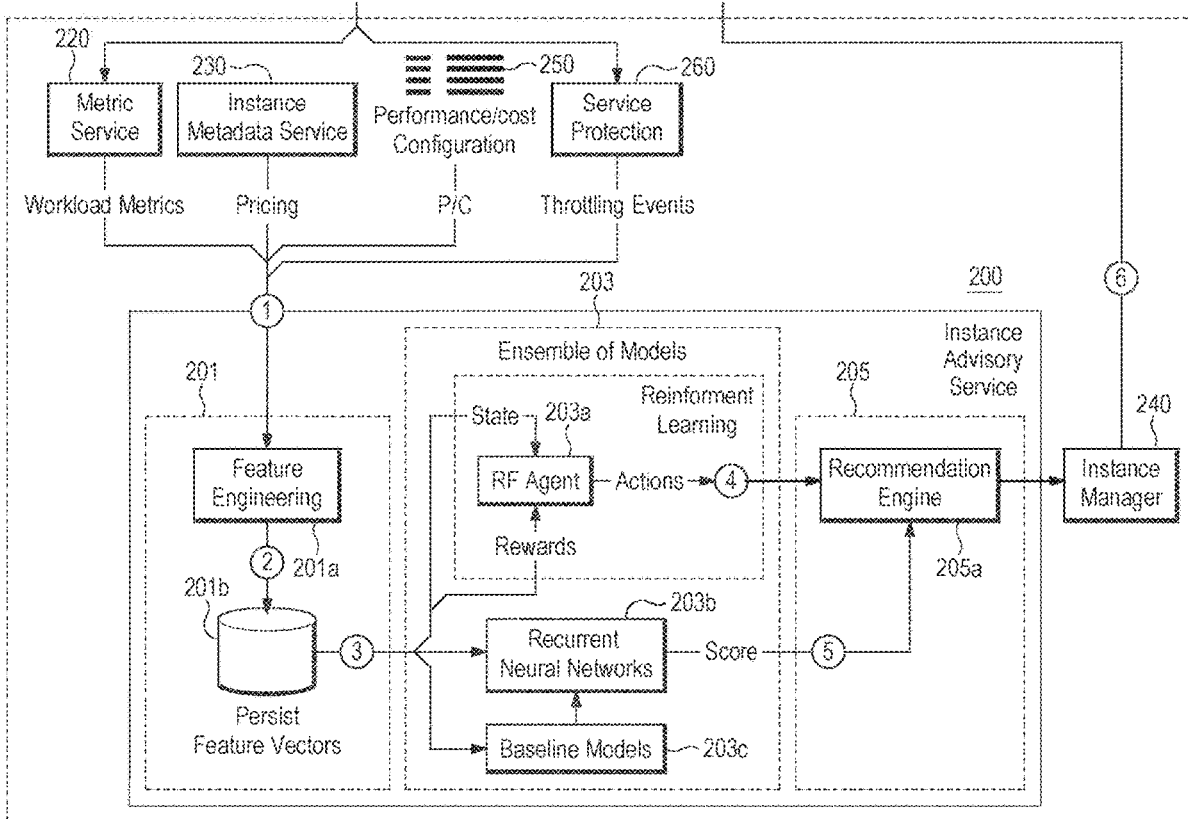 220
230
250
260
Metric
Service
Instance
Metadata Service
Performance/cost
Configuration
Service
Protection
Workload Metrics
Pricing
P/C
Throttling Events
203
200
6
1
Ensemble of Models
Instance
Advisory
Service
201
Reinforment
Learning
205
240
State
203a
Feature
Engineering
RF Agent
Actions
4
Recommendation
Engine
Instance
Manager
Rewards
2
201a
205a
201b
203b
3
Recurrent
Neural Networks
Score
5
Persist
Feature Vectors
Baseline Models
203c